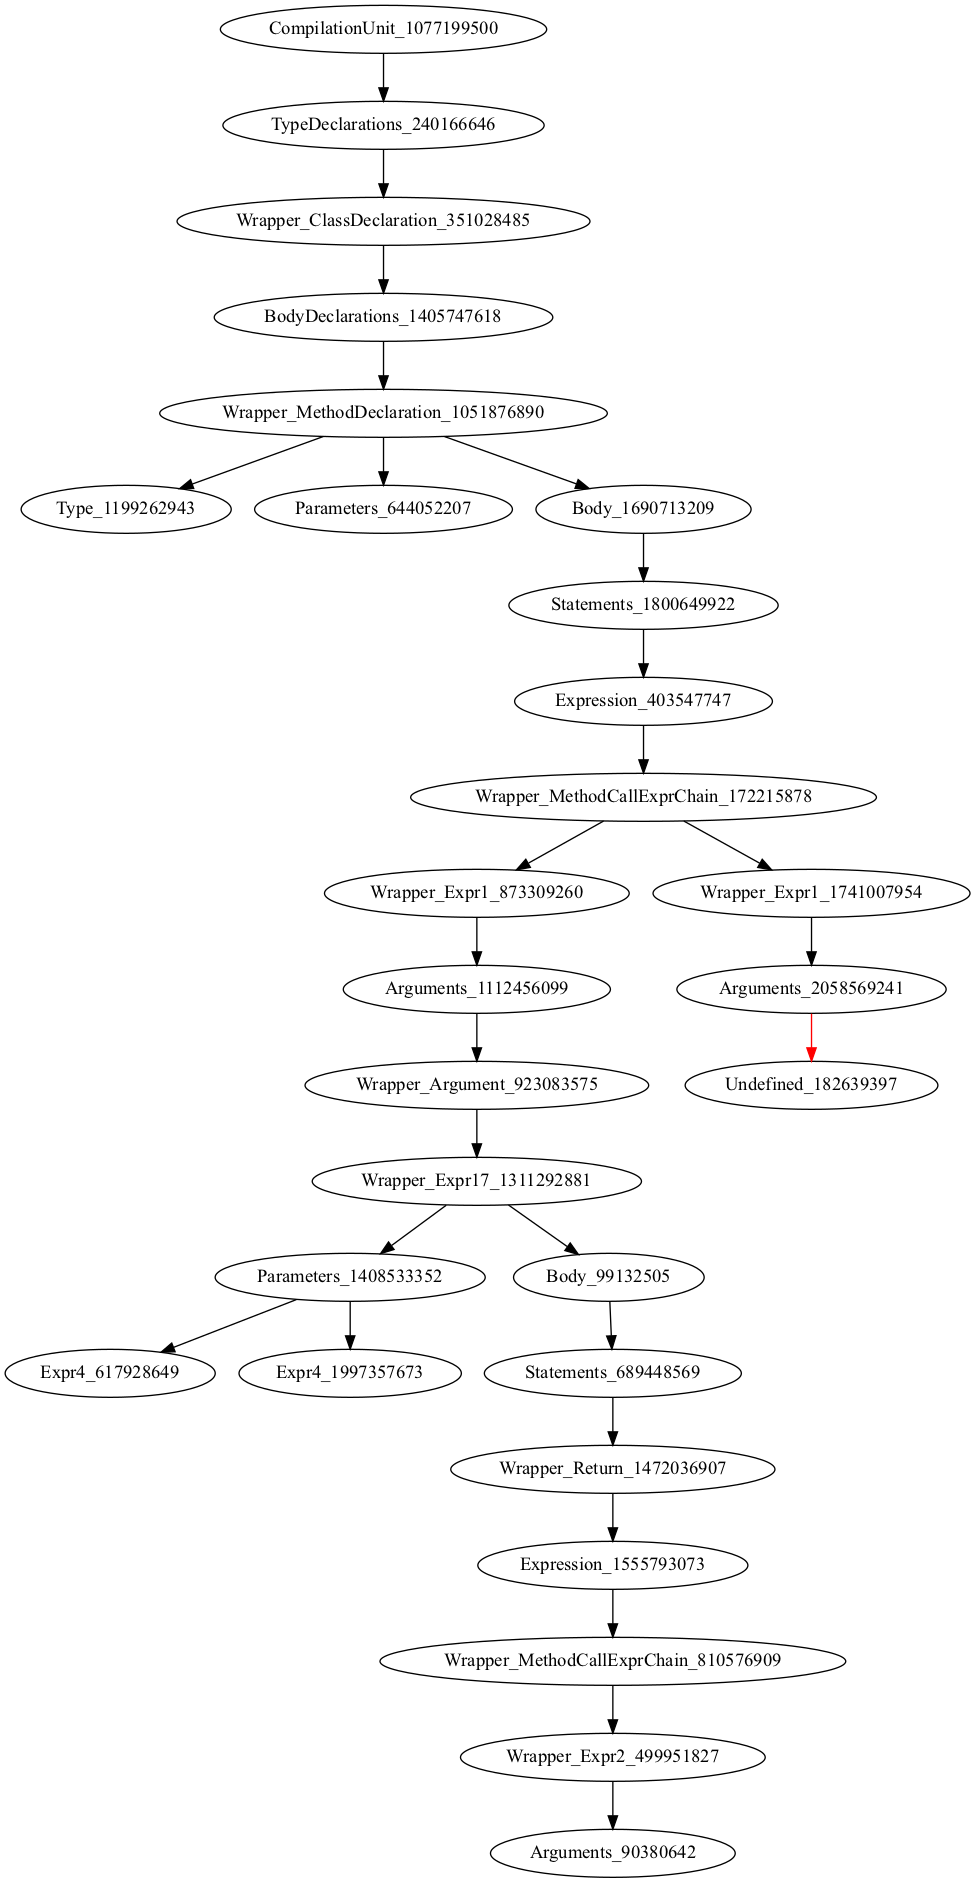 CompilationUnit_1077199500
TypeDeclarations_240166646
Wrapper_ClassDeclaration_351028485
BodyDeclarations_1405747618
Wrapper_MethodDeclaration_1051876890
Type_1199262943
Parameters_644052207
Body_1690713209
Statements_1800649922
Expression_403547747
Wrapper_MethodCallExprChain_172215878
Wrapper_Expr1_873309260
Wrapper_Expr1_1741007954
Arguments_1112456099
Arguments_2058569241
Wrapper_Argument_923083575
Undefined_182639397
Wrapper_Expr17_1311292881
Parameters_1408533352
Body_99132505
Expr4_617928649
Expr4_1997357673
Statements_689448569
Wrapper_Return_1472036907
Expression_1555793073
Wrapper_MethodCallExprChain_810576909
Wrapper_Expr2_499951827
Arguments_90380642